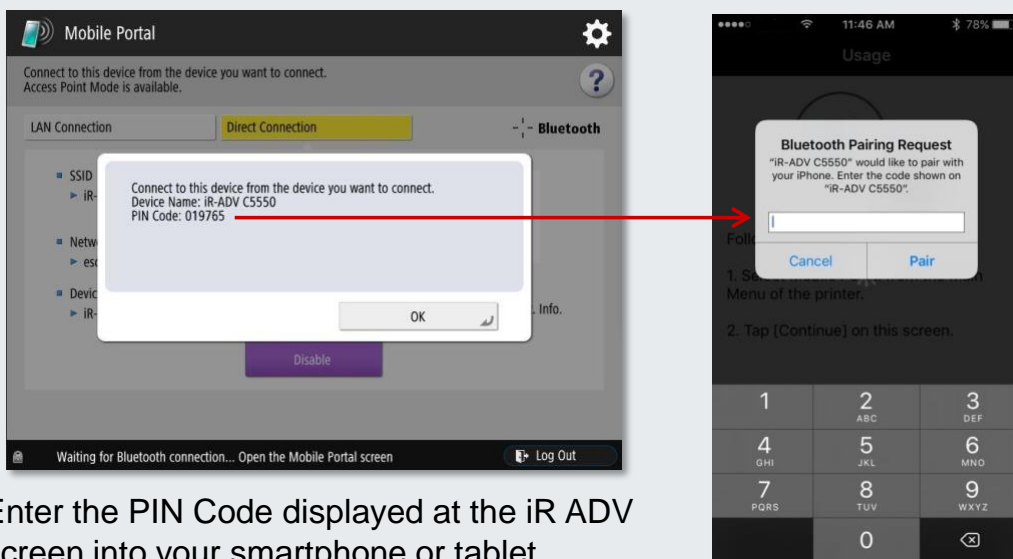 Mobile Portal
Connect to this device from the device you want to connect.
Access Point Mode is available.
?
LAN Connection
Direct Connection
Bluetooth
SSID
iR-
Connect to this device from the device you want to connect.
Device Name: iR-ADV C5550
PIN Code: 019765
OK
Info.
Disable
Waiting for Bluetooth connection... Open the Mobile Portal screen
Log Out
Enter the PIN Code displayed at the iR ADV
screen into your smartphone or tablet
11:46 AM
78%
Usage
Bluetooth Pairing Request
"iR-ADV C5550" would like to pair with
your iPhone. Enter the code shown on
"iR-ADV C5550".
Cancel
Pair
Menu of the printer.
2. Tap [Continue] on this screen.
1
2
ABC
3
DEF
4
GHI
5
JKL
6
MNO
7
PQRS
8
TUV
9
WXYZ
0